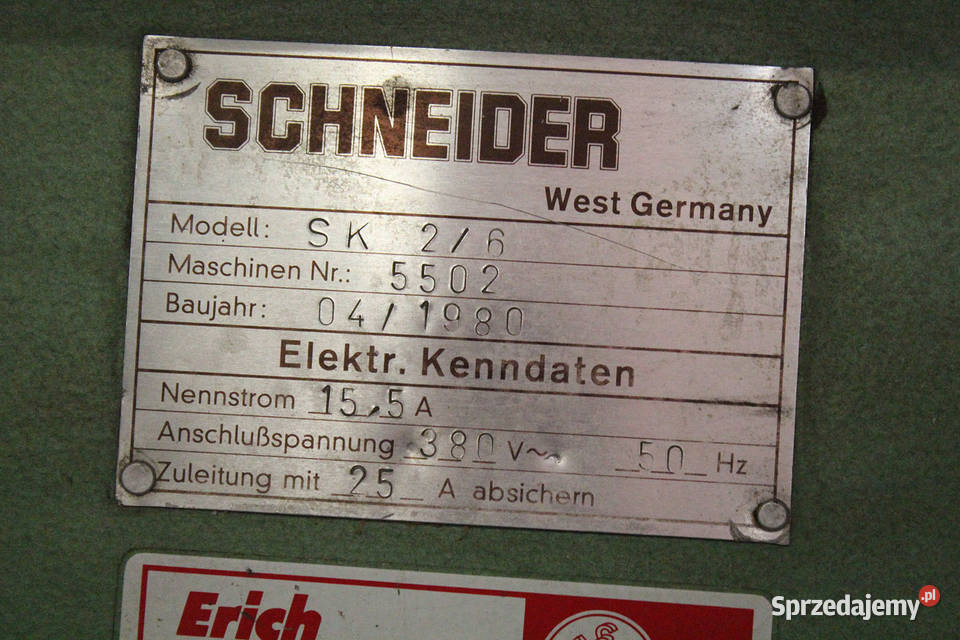 SCHNEIDER
West Germany
Modell: SK 2/6
Maschinen Nr.: 5502
Baujahr: 04/1980
Elektr. Kenndaten
Nennstrom 15,5 A
Anschlußspannung 380 V~ 50 Hz
Zuleitung mit 25 A absichern
Erich
Sprzedajemy.pl